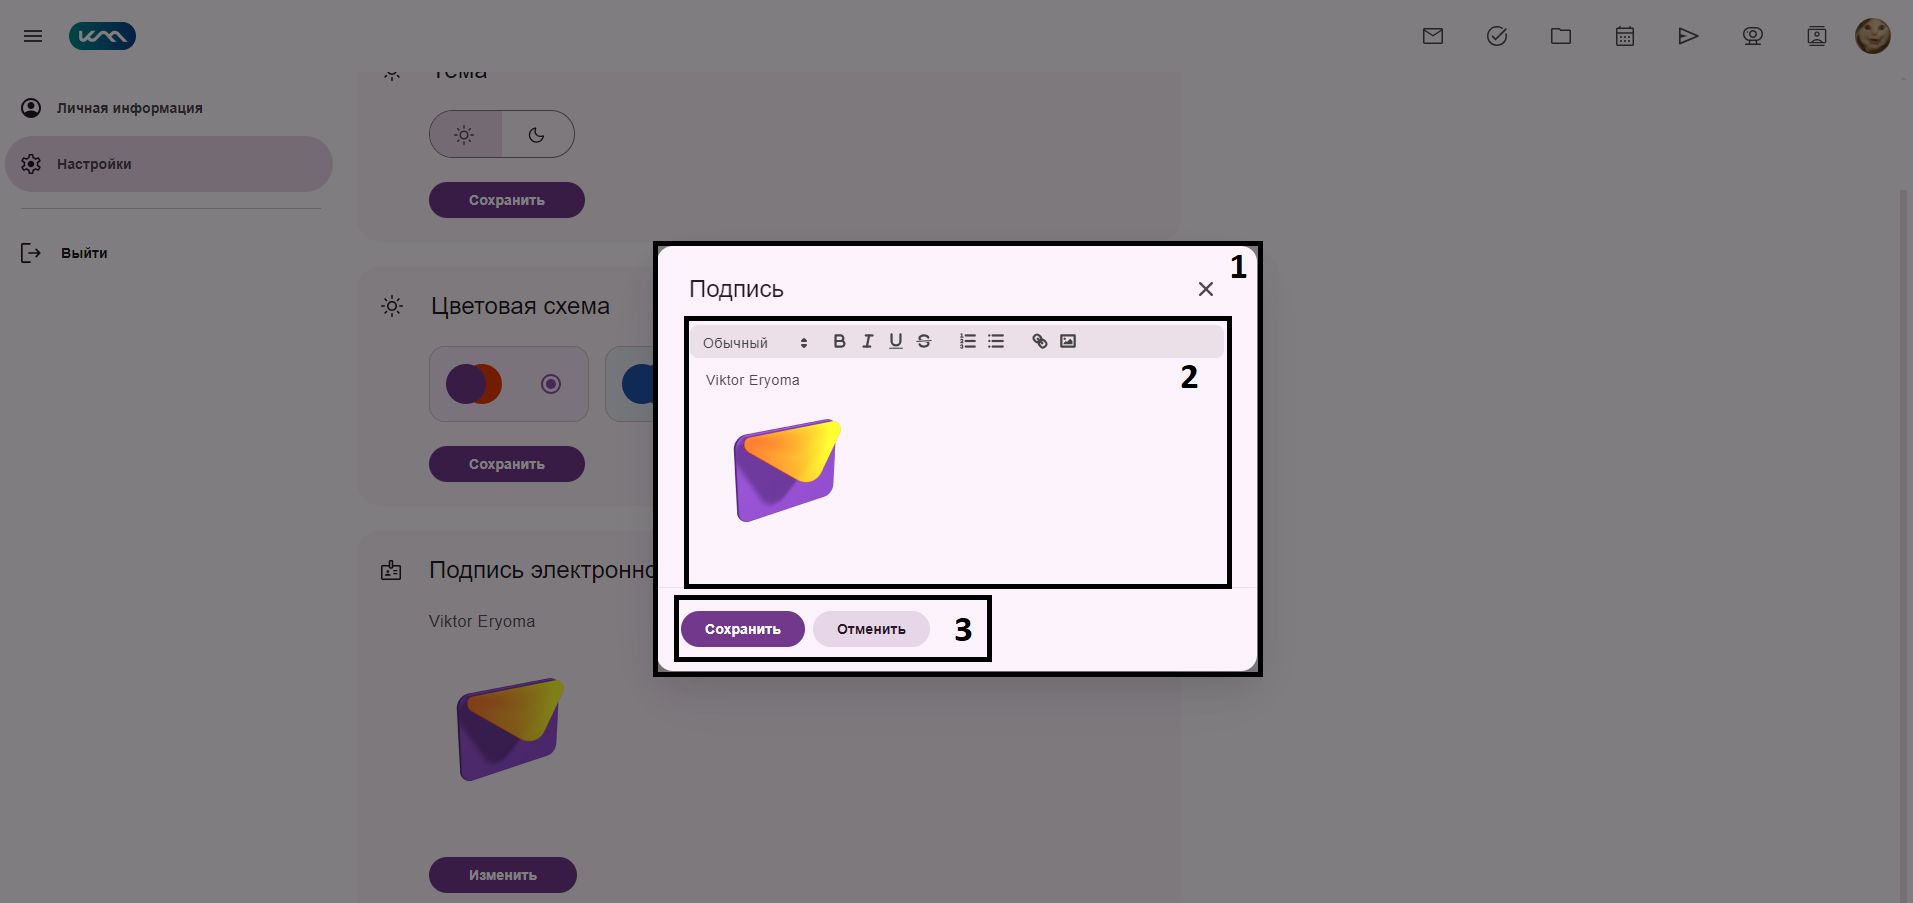 Тема
Личная информация
Настройки
Сохранить
Выйти
Цветовая схема
Сохранить
Подпись электронно
Viktor Eryoma
Изменить
1
Подпись
Обычный
2
Viktor Eryoma
Сохранить
Отменить
3